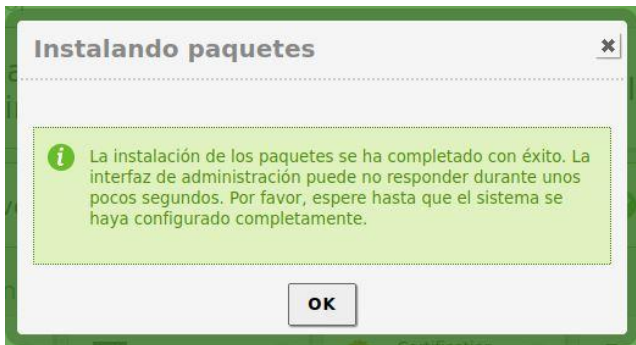 Instalando paquetes
La instalación de los paquetes se ha completado con éxito. La
interfaz de administración puede no responder durante unos
pocos segundos. Por favor, espere hasta que el sistema se
haya configurado completamente.
OK